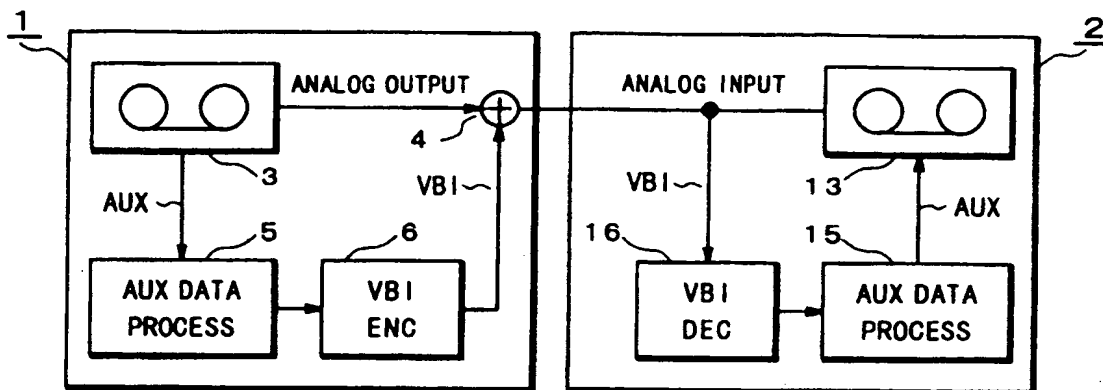 1
2
ANALOG OUTPUT
ANALOG INPUT
4
3
13
VBI
VBI
AUX
AUX
5
6
16
15
AUX DATA
PROCESS
VBI
ENC
VBI
DEC
AUX DATA
PROCESS